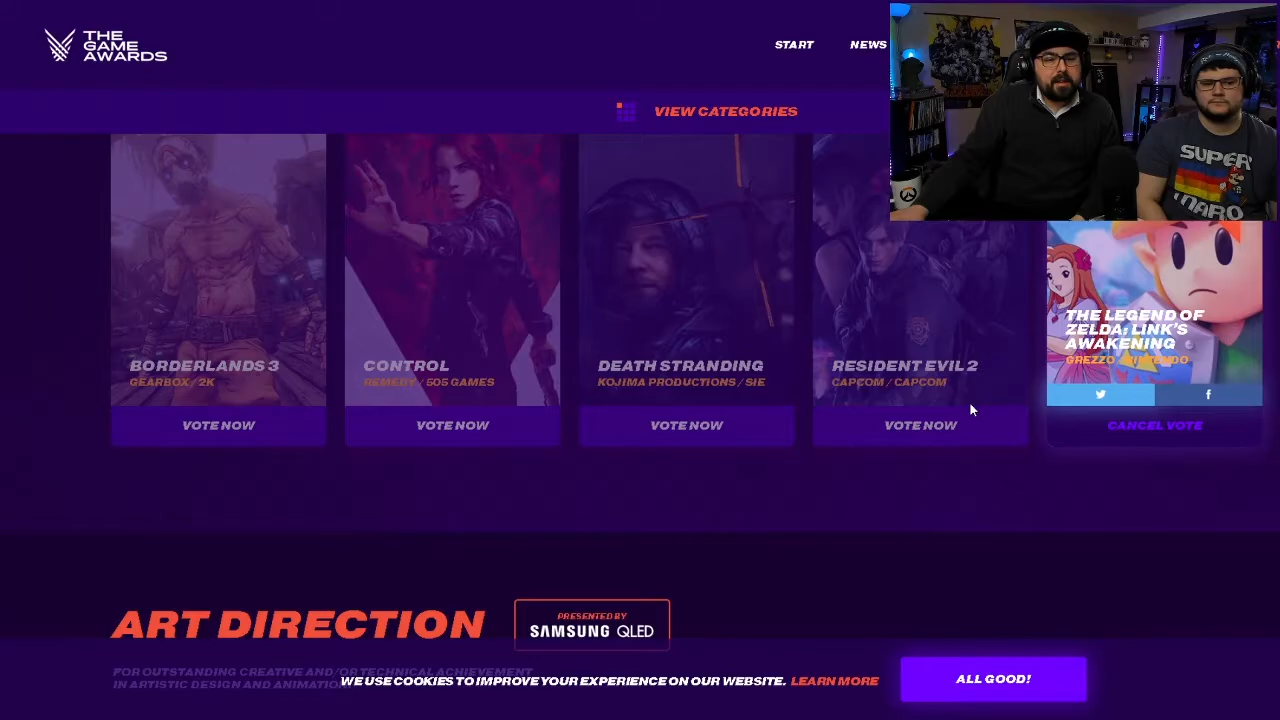 THE
GAME
AWARDS
START
NEWS
VIEW CATEGORIES
SUPER
MARO
BORDERLANDS 3
GEARBOX / 2K
VOTE NOW
CONTROL
REMEDY / 505 GAMES
VOTE NOW
DEATH STRANDING
KOJIMA PRODUCTIONS / SIE
VOTE NOW
RESIDENT EVIL 2
CAPCOM / CAPCOM
VOTE NOW
THE LEGEND OF
ZELDA: LINK'S
AWAKENING
GREZZO / NINTENDO
CANCEL VOTE
ART DIRECTION
PRESENTED BY
SAMSUNG QLED
FOR OUTSTANDING CREATIVE AND/OR TECHNICAL ACHIEVEMENT
IN ARTISTIC DESIGN AND ANIMATION.
WE USE COOKIES TO IMPROVE YOUR EXPERIENCE ON OUR WEBSITE. LEARN MORE
ALL GOOD!